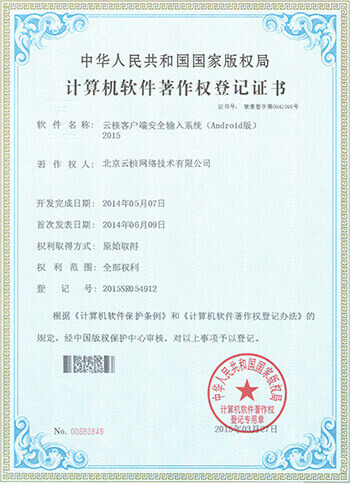 中华人民共和国国家版权局
计算机软件著作权登记证书
证书号: 软著登字第0941998号
软件名称: 云核客户端安全输入系统(Android版)
2015
著作权人: 北京云核网络技术有限公司
开发完成日期: 2014年05月07日
首次发表日期: 2014年06月09日
权利取得方式: 原始取得
权利范围: 全部权利
登记号: 2015SR054912
根据《计算机软件保护条例》和《计算机软件著作权登记办法》的
规定,经中国版权保护中心审核,对以上事项予以登记。
中华人民共和国国家版权局
计算机软件著作权
登记专用章
No. 00683649
2015年03月27日